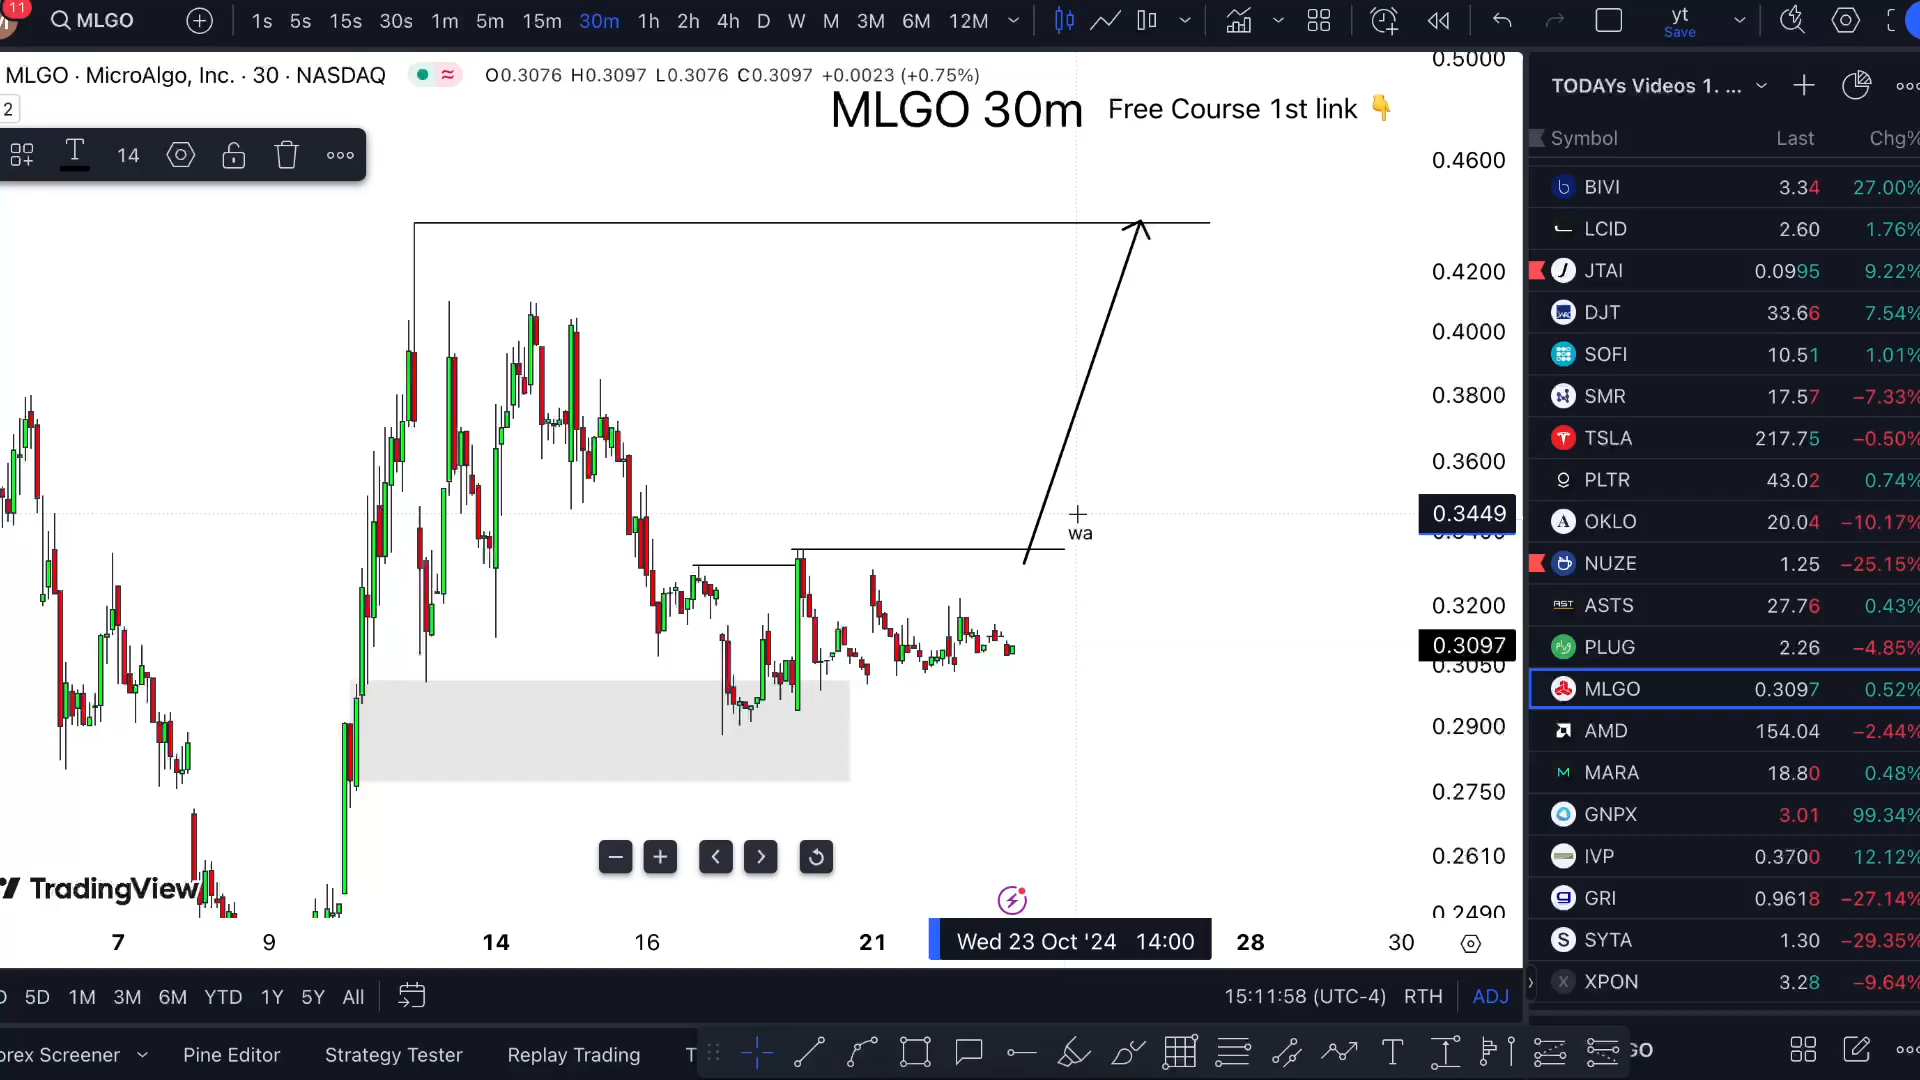 11
MLGO
1s 5s 15s 30s 1m 5m 15m 30m 1h 2h 4h D W M 3M 6M 12M
yt
Save
MLGO · MicroAlgo, Inc. · 30 · NASDAQ
O0.3076 H0.3097 L0.3076 C0.3097 +0.0023 (+0.75%)
2
MLGO 30m
Free Course 1st link 👇
14
wa
0.5000
0.4600
0.4200
0.4000
0.3800
0.3600
0.3449
0.3200
0.3097
0.3050
0.2900
0.2750
0.2610
0.2490
TradingView
7 9 14 16 21 Wed 23 Oct '24 14:00 28 30
5D 1M 3M 6M YTD 1Y 5Y All
15:11:58 (UTC-4) RTH ADJ
orex Screener Pine Editor Strategy Tester Replay Trading T
GO
TODAYs Videos 1. ...
Symbol Last Chg%
BIVI 3.34 27.00%
LCID 2.60 1.76%
JTAI 0.0995 9.22%
DJT 33.66 7.54%
SOFI 10.51 1.01%
SMR 17.57 −7.33%
TSLA 217.75 −0.50%
PLTR 43.02 0.74%
OKLO 20.04 −10.17%
NUZE 1.25 −25.15%
ASTS 27.76 0.43%
PLUG 2.26 −4.85%
MLGO 0.3097 0.52%
AMD 154.04 −2.44%
MARA 18.80 0.48%
GNPX 3.01 99.34%
IVP 0.3700 12.12%
GRI 0.9618 −27.14%
SYTA 1.30 −29.35%
XPON 3.28 −9.64%